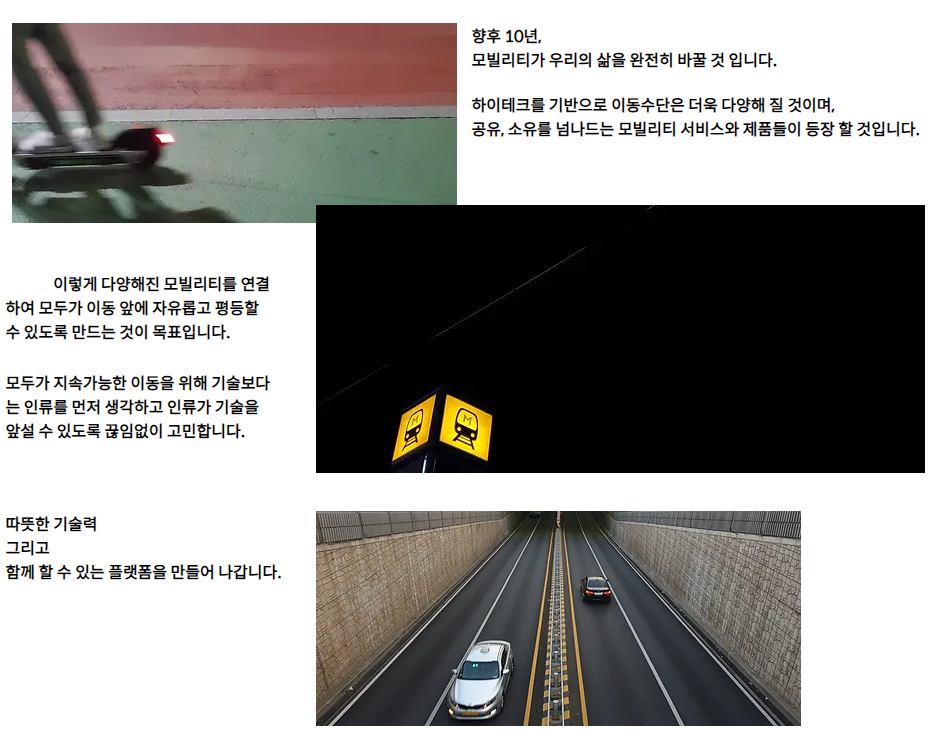 향후 10년,
모빌리티가 우리의 삶을 완전히 바꿀 것 입니다.
하이테크를 기반으로 이동수단은 더욱 다양해 질 것이며,
공유, 소유를 넘나드는 모빌리티 서비스와 제품들이 등장 할 것입니다.
이렇게 다양해진 모빌리티를 연결
하여 모두가 이동 앞에 자유롭고 평등할
수 있도록 만드는 것이 목표입니다.
모두가 지속가능한 이동을 위해 기술보다
는 인류를 먼저 생각하고 인류가 기술을
앞설 수 있도록 끊임없이 고민합니다.
M M
따뜻한 기술력
그리고
함께 할 수 있는 플랫폼을 만들어 나갑니다.